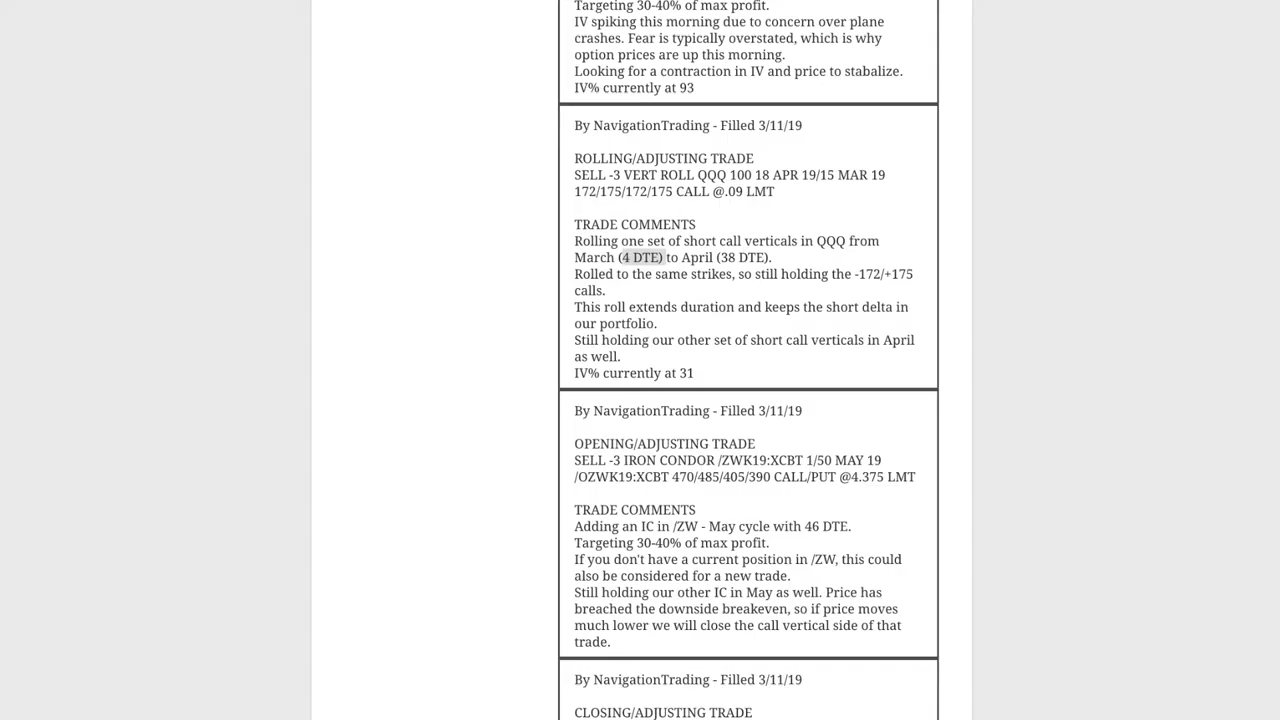 Targeting 30-40% of max profit.
IV spiking this morning due to concern over plane
crashes. Fear is typically overstated, which is why
option prices are up this morning.
Looking for a contraction in IV and price to stabalize.
IV% currently at 93
By NavigationTrading - Filled 3/11/19
ROLLING/ADJUSTING TRADE
SELL -3 VERT ROLL QQQ 100 18 APR 19/15 MAR 19
172/175/172/175 CALL @.09 LMT
TRADE COMMENTS
Rolling one set of short call verticals in QQQ from
March (4 DTE) to April (38 DTE).
Rolled to the same strikes, so still holding the -172/+175
calls.
This roll extends duration and keeps the short delta in
our portfolio.
Still holding our other set of short call verticals in April
as well.
IV% currently at 31
By NavigationTrading - Filled 3/11/19
OPENING/ADJUSTING TRADE
SELL -3 IRON CONDOR /ZWK19:XCBT 1/50 MAY 19
/OZWK19:XCBT 470/485/405/390 CALL/PUT @4.375 LMT
TRADE COMMENTS
Adding an IC in /ZW - May cycle with 46 DTE.
Targeting 30-40% of max profit.
If you don't have a current position in /ZW, this could
also be considered for a new trade.
Still holding our other IC in May as well. Price has
breached the downside breakeven, so if price moves
much lower we will close the call vertical side of that
trade.
By NavigationTrading - Filled 3/11/19
CLOSING/ADJUSTING TRADE